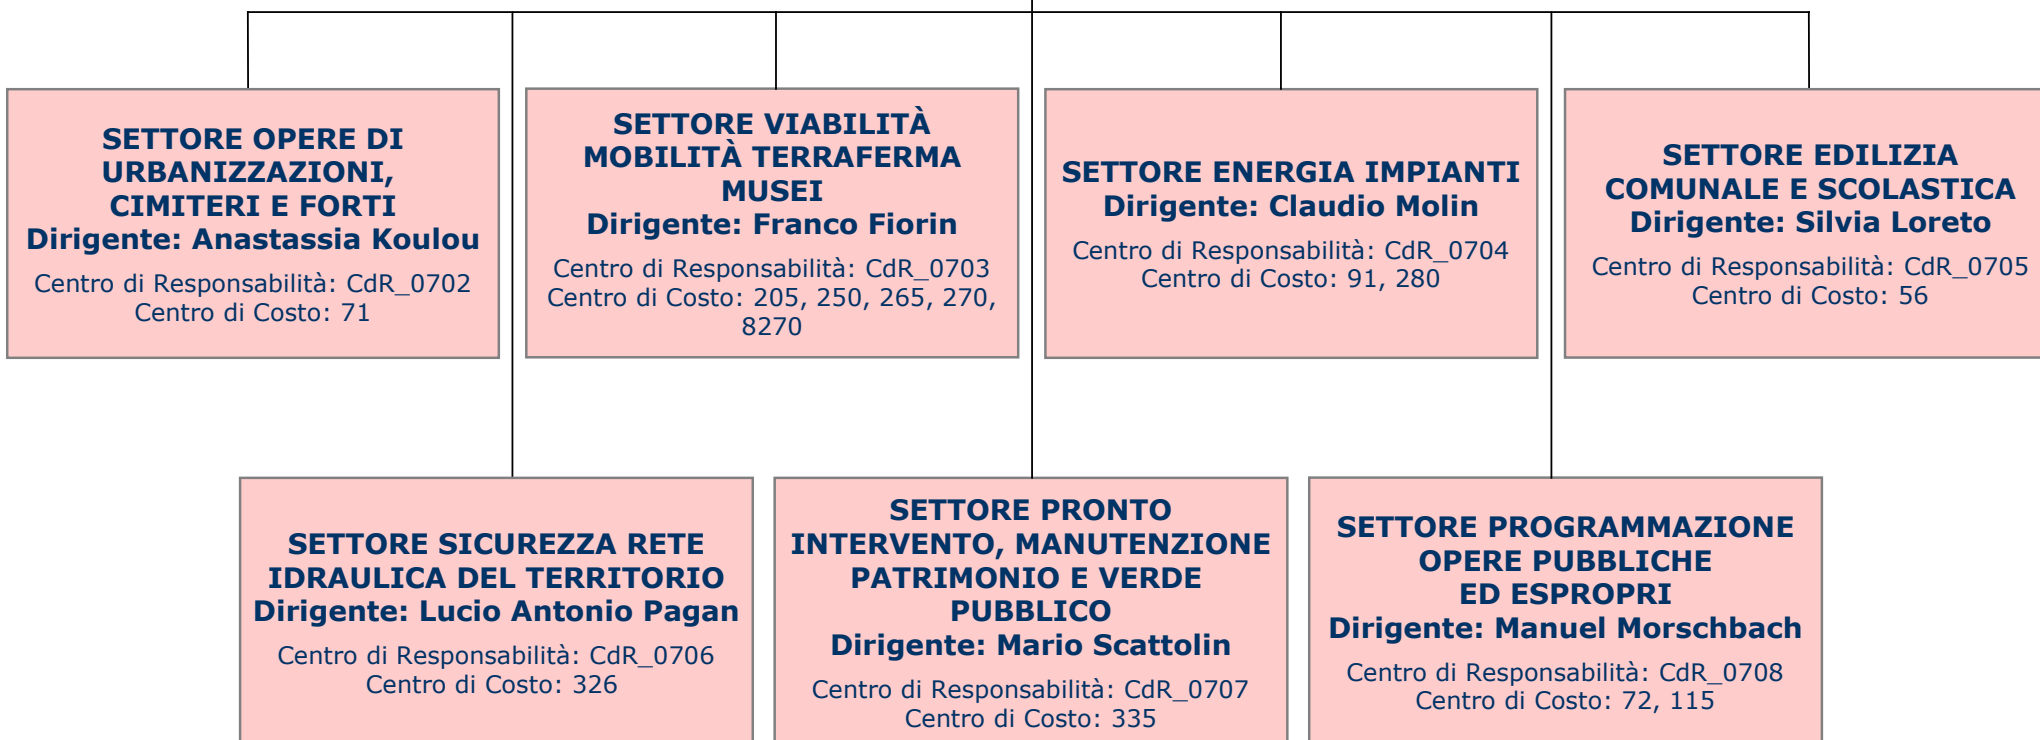 SETTORE OPERE DI
URBANIZZAZIONI,
CIMITERI E FORTI
Dirigente: Anastassia Koulou
Centro di Responsabilità: CdR_0702
Centro di Costo: 71
SETTORE VIABILITÀ
MOBILITÀ TERRAFERMA
MUSEI
Dirigente: Franco Fiorin
Centro di Responsabilità: CdR_0703
Centro di Costo: 205, 250, 265, 270,
8270
SETTORE ENERGIA IMPIANTI
Dirigente: Claudio Molin
Centro di Responsabilità: CdR_0704
Centro di Costo: 91, 280
SETTORE EDILIZIA
COMUNALE E SCOLASTICA
Dirigente: Silvia Loreto
Centro di Responsabilità: CdR_0705
Centro di Costo: 56
SETTORE SICUREZZA RETE
IDRAULICA DEL TERRITORIO
Dirigente: Lucio Antonio Pagan
Centro di Responsabilità: CdR_0706
Centro di Costo: 326
SETTORE PRONTO
INTERVENTO, MANUTENZIONE
PATRIMONIO E VERDE
PUBBLICO
Dirigente: Mario Scattolin
Centro di Responsabilità: CdR_0707
Centro di Costo: 335
SETTORE PROGRAMMAZIONE
OPERE PUBBLICHE
ED ESPROPRI
Dirigente: Manuel Morschbach
Centro di Responsabilità: CdR_0708
Centro di Costo: 72, 115